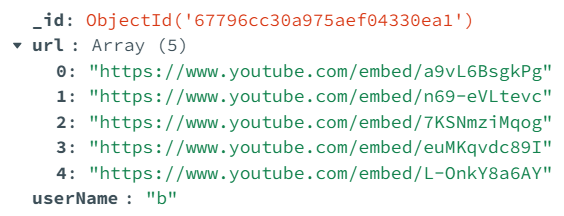 _id: ObjectId('67796cc30a975aef04330ea1')
url : Array (5)
0: "https://www.youtube.com/embed/a9vL6BsgkPg"
1: "https://www.youtube.com/embed/n69-eVLtevc"
2: "https://www.youtube.com/embed/7KSNmziMqog"
3: "https://www.youtube.com/embed/euMKqvdc89I"
4: "https://www.youtube.com/embed/L-OnkY8a6AY"
userName : "b"